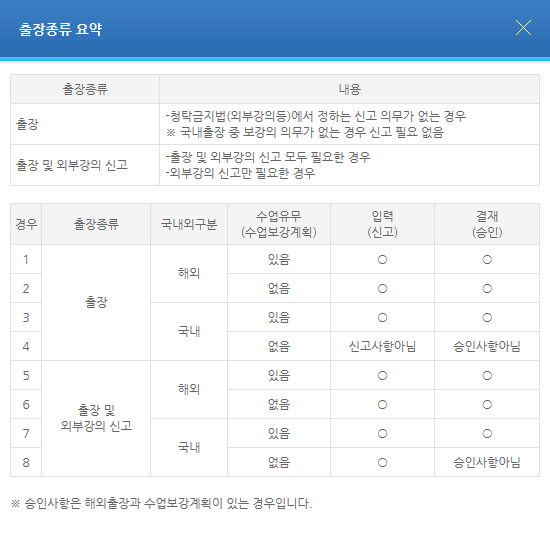 출장종류 요약
출장종류 내용
출장
-청탁금지법(외부강의등)에서 정하는 신고 의무가 없는 경우
※ 국내출장 중 보강의 의무가 없는 경우 신고 필요 없음
출장 및 외부강의 신고
-출장 및 외부강의 신고 모두 필요한 경우
-외부강의 신고만 필요한 경우
경우 출장종류 국내외구분 수업유무 (수업보강계획) 입력 (신고) 결재 (승인)
1 출장 해외 있음 ○ ○
2 없음 ○ ○
3 국내 있음 ○ ○
4 없음 신고사항아님 승인사항아님
5 출장 및 외부강의 신고 해외 있음 ○ ○
6 없음 ○ ○
7 국내 있음 ○ ○
8 없음 ○ 승인사항아님
※ 승인사항은 해외출장과 수업보강계획이 있는 경우입니다.